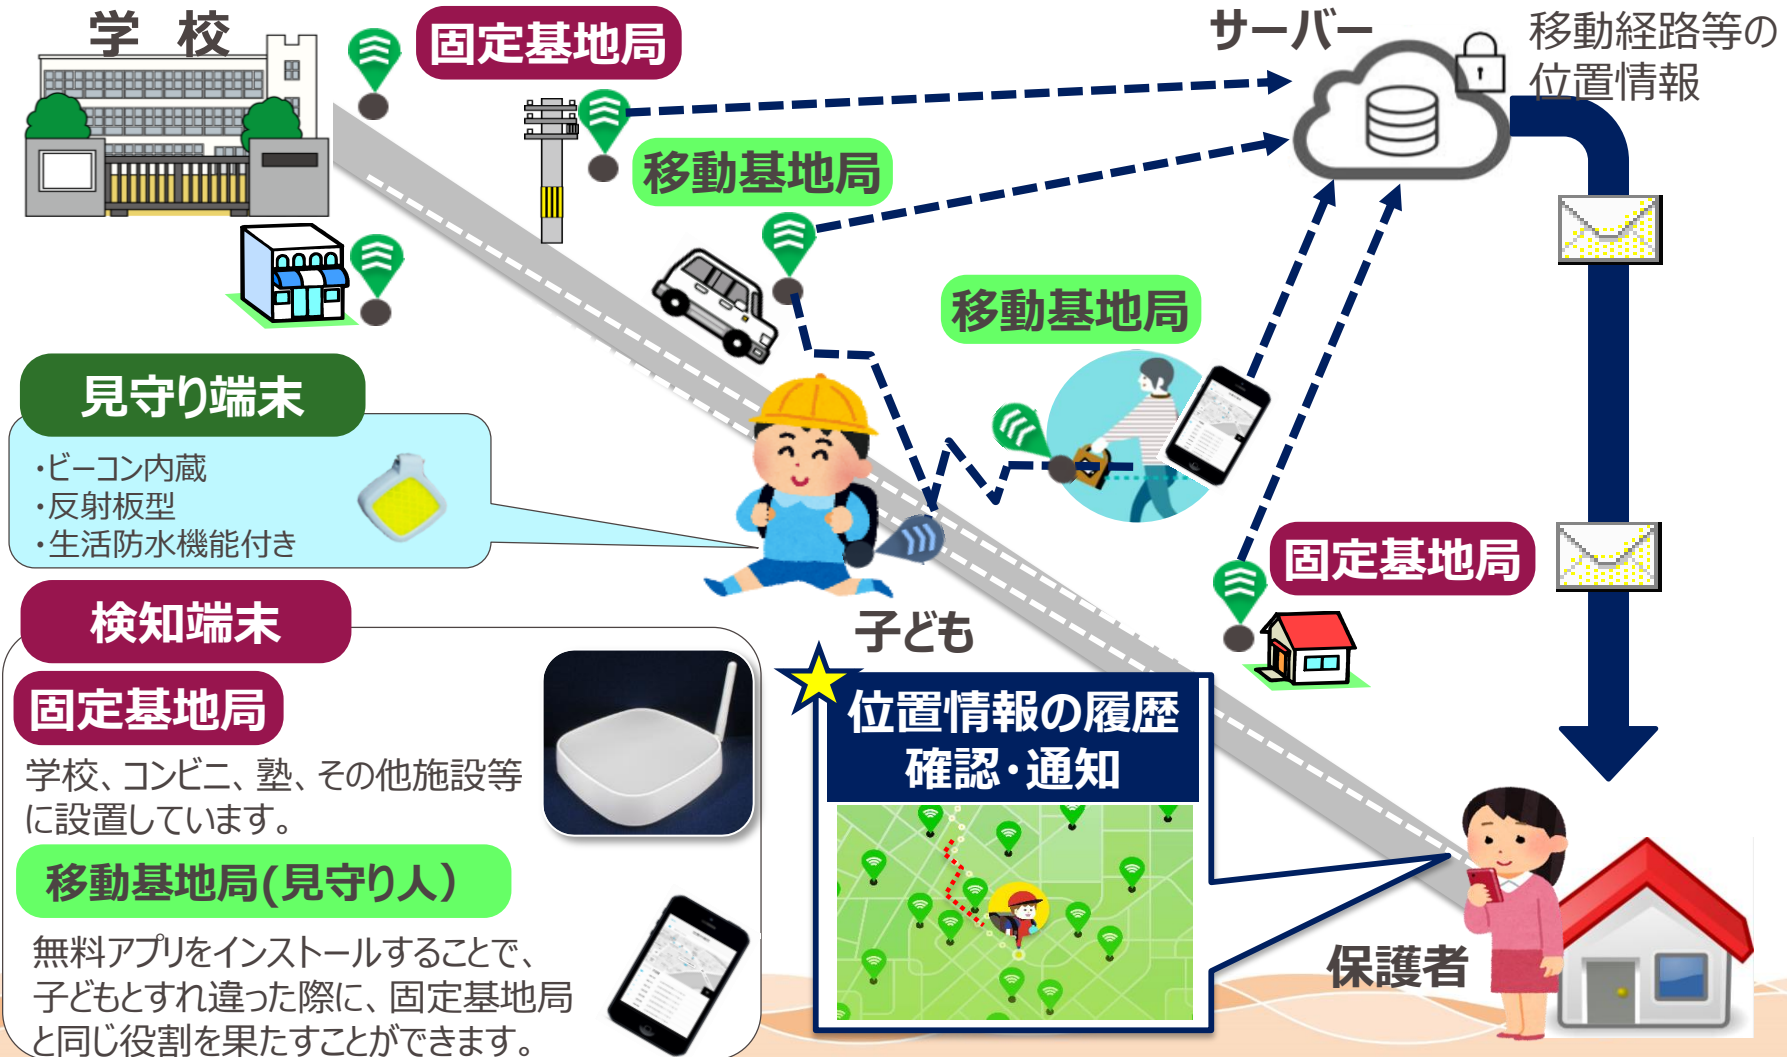 学 校
固定基地局
サーバー
移動経路等の
位置情報
移動基地局
移動基地局
見守り端末
・ビーコン内蔵
・反射板型
・生活防水機能付き
固定基地局
子ども
検知端末
固定基地局
学校、コンビニ、塾、その他施設等
に設置しています。
移動基地局(見守り人)
無料アプリをインストールすることで、
子どもとすれ違った際に、固定基地局
と同じ役割を果たすことができます。
位置情報の履歴
確認・通知
保護者